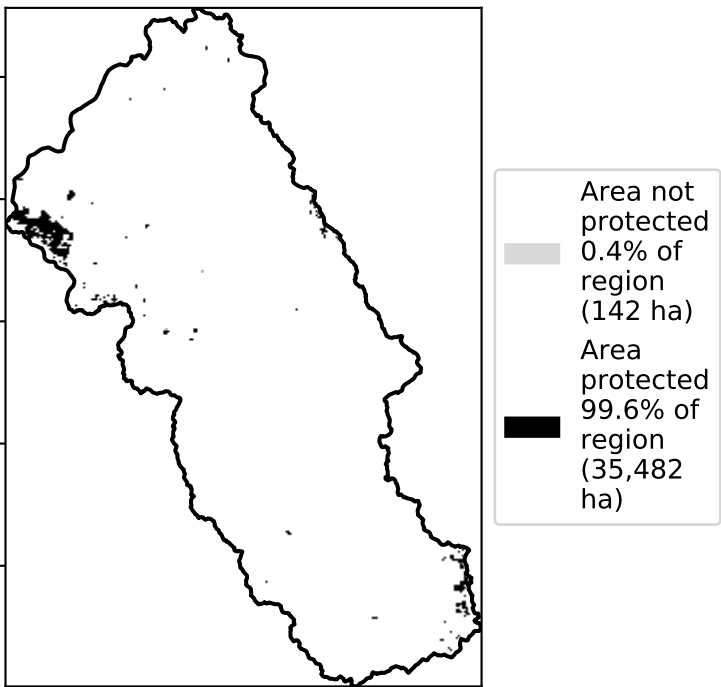 Area not
protected
0.4% of
region
(142 ha)
Area
protected
99.6% of
region
(35,482
ha)